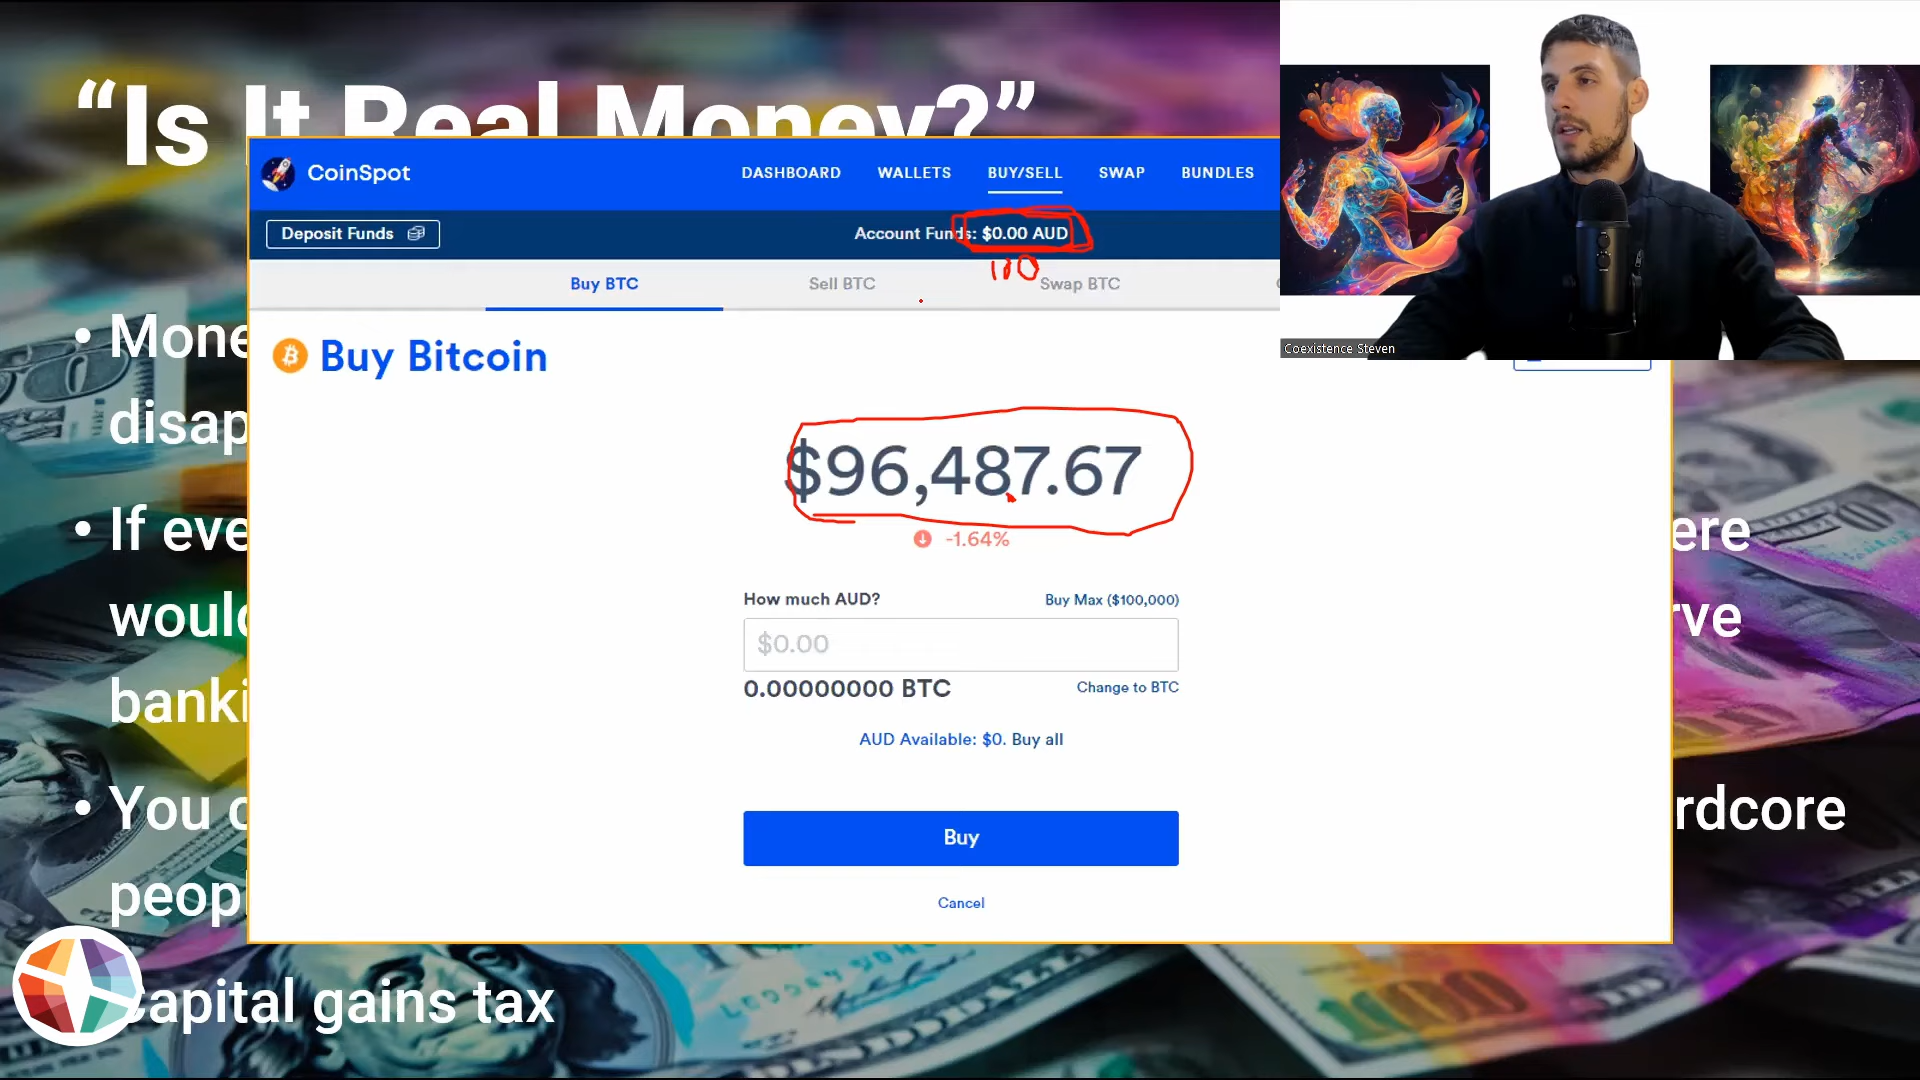 “Is It Real Money?”
CoinSpot
DASHBOARD
WALLETS
BUY/SELL
SWAP
BUNDLES
Deposit Funds
Account Funds: $0.00 AUD
100
Buy BTC
Sell BTC
Swap BTC
Buy Bitcoin
Coexistence Steven
$96,487.67
-1.64%
How much AUD?
Buy Max ($100,000)
$0.00
0.00000000 BTC
Change to BTC
AUD Available: $0. Buy all
Buy
Cancel
• Mone
disap
• If eve
ere
would
rve
banki
• You c
rdcore
peop
Capital gains tax